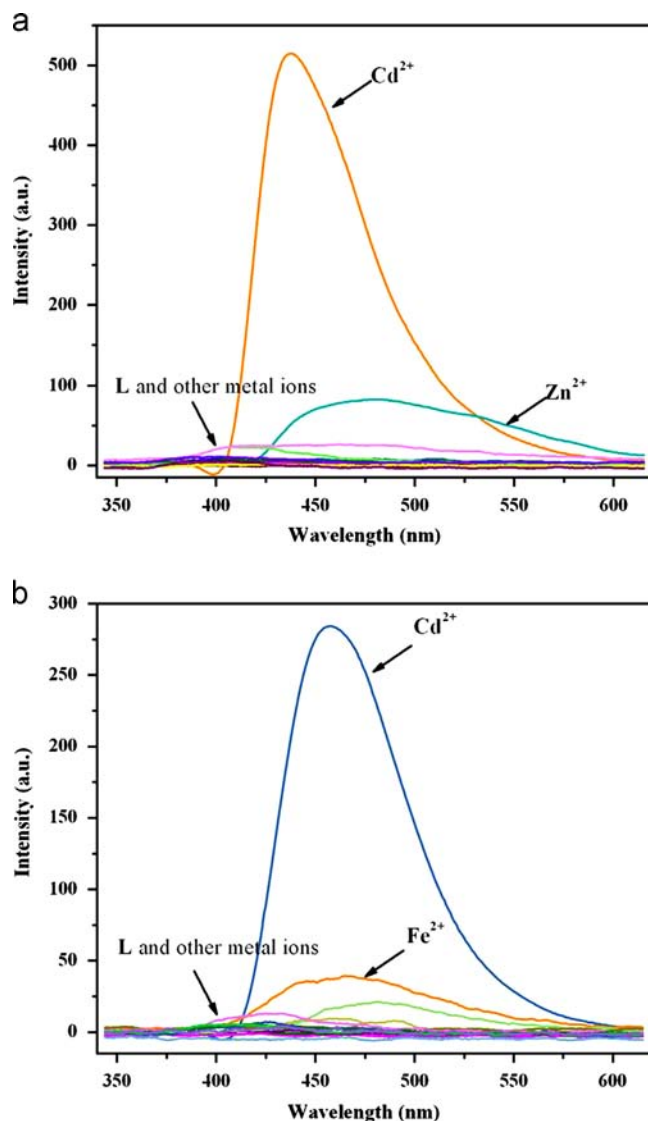 a
500
400
300
200
100
0
Cd²⁺
L and other metal ions
Zn²⁺
350 400 450 500 550 600
Wavelength (nm)
Intensity (a.u.)
b
300
250
200
150
100
50
0
Cd²⁺
L and other metal ions
Fe²⁺
350 400 450 500 550 600
Wavelength (nm)
Intensity (a.u.)